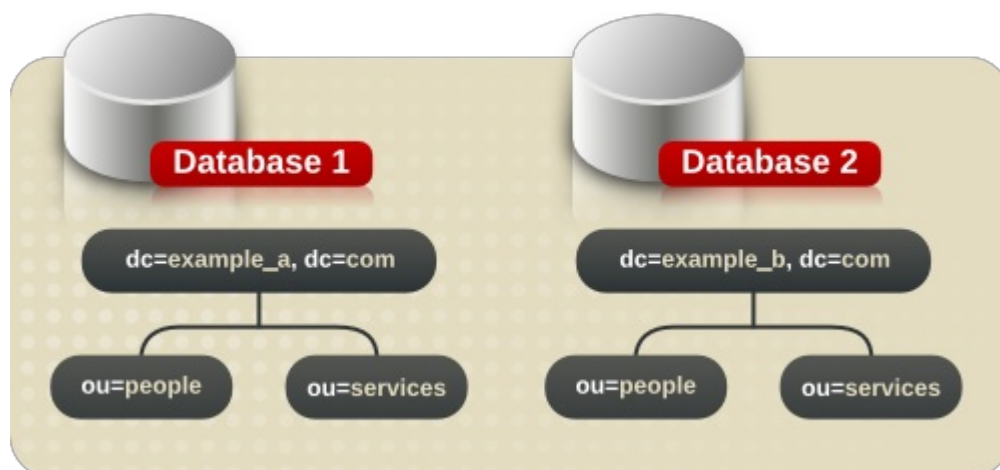 Database 1
Database 2
dc=example_a, dc=com
dc=example_b, dc=com
ou=people
ou=services
ou=people
ou=services